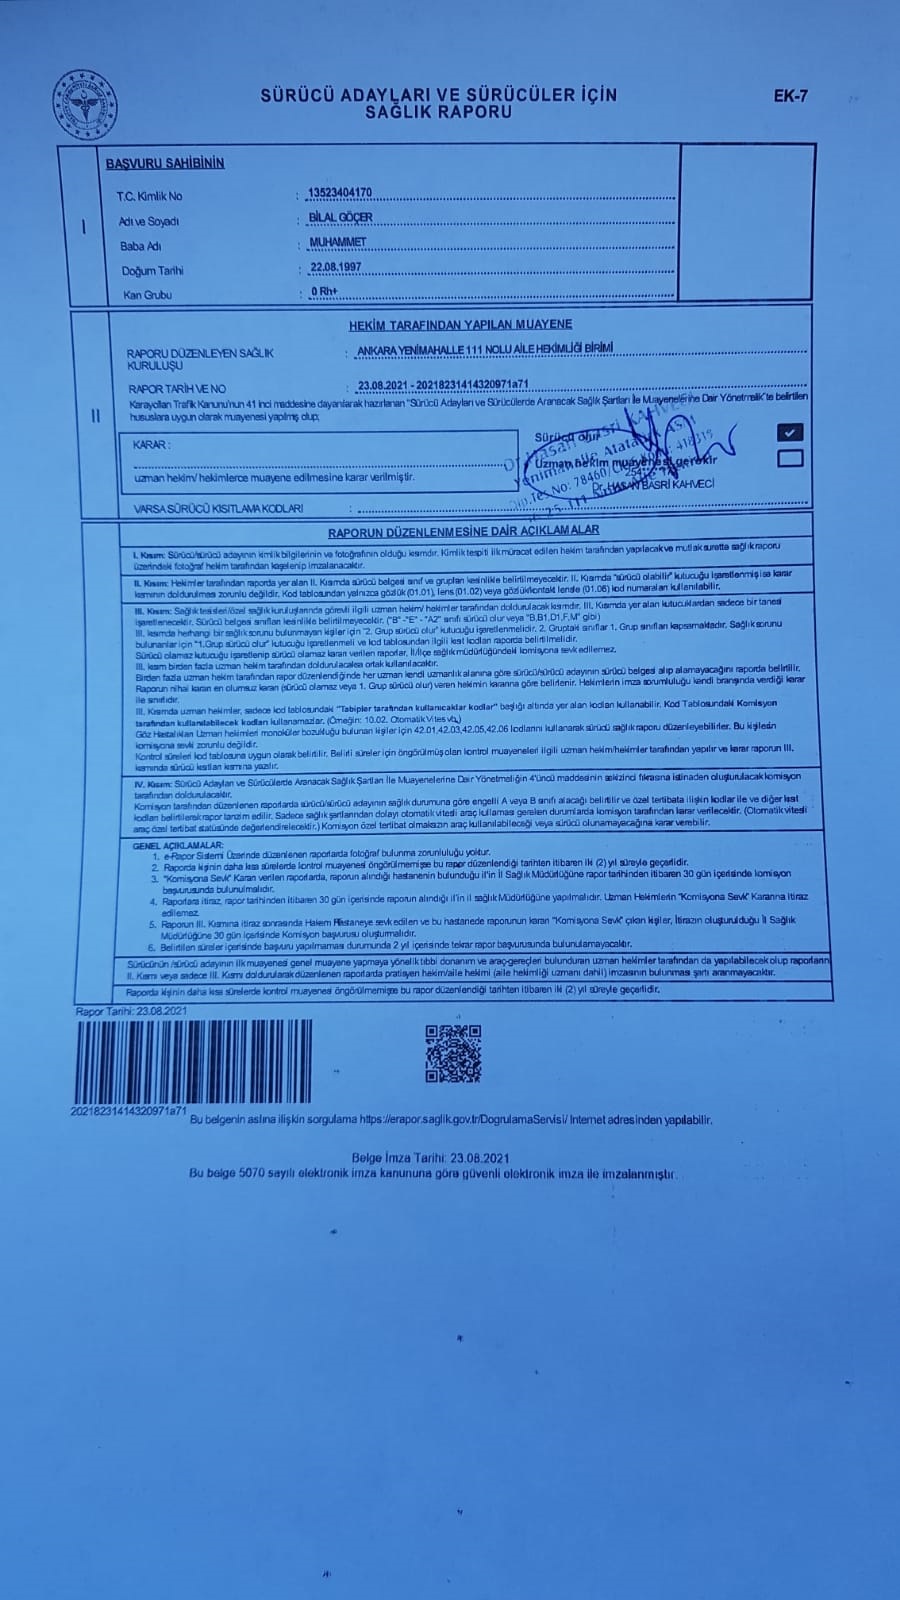 SÜRÜCÜ ADAYLARI VE SÜRÜCÜLER İÇİN
SAĞLIK RAPORU
EK-7
BAŞVURU SAHİBİNİN
I
T.C. Kimlik No : 13523404170
Adı ve Soyadı : BİLAL GÖÇER
Baba Adı : MUHAMMET
Doğum Tarihi : 22.08.1997
Kan Grubu : 0 Rh+
II
HEKİM TARAFINDAN YAPILAN MUAYENE
RAPORU DÜZENLEYEN SAĞLIK : ANKARA YENİMAHALLE 111 NOLU AİLE HEKİMLİĞİ BİRİMİ
KURULUŞU
RAPOR TARİH VE NO : 23.08.2021 - 20218231414320971a71
Karayolları Trafik Kanunu'nun 41 inci maddesine dayanılarak hazırlanan "Sürücü Adayları ve Sürücülerde Aranacak Sağlık Şartları İle Muayenelerine Dair Yönetmelik"te belirtilen
hususlara uygun olarak muayenesi yapılmış olup;
KARAR :
Sürücü olur
Uzman hekim muayenesi gerekir
Dr. HASAN BASRİ KAHVECİ
uzman hekim/ hekimlerce muayene edilmesine karar verilmiştir.
VARSA SÜRÜCÜ KISITLAMA KODLARI :
RAPORUN DÜZENLENMESİNE DAİR AÇIKLAMALAR
I. Kısım: Sürücü/sürücü adayının kimlik bilgilerinin ve fotoğrafının olduğu kısımdır. Kimlik tespiti ilk müracat edilen hekim tarafından yapılacak ve mutlak surette sağlık raporu
üzerindeki fotoğraf hekim tarafından kaşelenip imzalanacaktır.
II. Kısım: Hekimler tarafından raporda yer alan II. Kısımda sürücü belgesi sınıf ve grupları kesinlikle belirtilmeyecektir. II. Kısımda "sürücü olabilir" kutucuğu işaretlenmiş ise karar
kısmının doldurulması zorunlu değildir. Kod tablosundan yalnızca gözlük (01.01), lens (01.02) veya gözlük/kontakt lensle (01.06) kod numaraları kullanılabilir.
III. Kısım: Sağlık tesisleri/özel sağlık kuruluşlarında görevli ilgili uzman hekim/ hekimler tarafından doldurulacak kısımdır. III. Kısımda yer alan kutucuklardan sadece bir tanesi
işaretlenecektir. Sürücü belgesi sınıfları kesinlikle belirtilmeyecektir. ("B" -"E" - "A2" sınıfı sürücü olur veya "B,B1,D1,F,M" gibi)
III. kısımda herhangi bir sağlık sorunu bulunmayan kişiler için "2. Grup sürücü olur" kutucuğu işaretlenmelidir. 2. Gruptaki sınıflar 1. Grup sınıfları kapsamaktadır. Sağlık sorunu
bulunanlar için "1.Grup sürücü olur" kutucuğu işaretlenmeli ve kod tablosundan ilgili kısıt kodları raporda belirtilmelidir.
Sürücü olamaz kutucuğu işaretlenip sürücü olamaz kararı verilen raporlar, İl/İlçe sağlık müdürlüğündeki komisyona sevk edilemez.
III. kısım birden fazla uzman hekim tarafından doldurulacaksa ortak kullanılacaktır.
Birden fazla uzman hekim tarafından rapor düzenlendiğinde her uzman kendi uzmanlık alanına göre sürücü/sürücü adayının sürücü belgesi alıp alamayacağını raporda belirtilir.
Raporun nihai kararı en olumsuz kararı (sürücü olamaz veya 1. Grup sürücü olur) veren hekimin kararına göre belirlenir. Hekimlerin imza sorumluluğu kendi branşında verdiği karar
ile sınırlıdır.
III. Kısımda uzman hekimler, sadece kod tablosundaki "Tabipler tarafından kullanılacaklar kodlar" başlığı altında yer alan kodları kullanabilir. Kod Tablosundaki Komisyon
tarafından kullanılabilecek kodları kullanamazlar. (Örneğin: 10.02. Otomatik Vites vb.)
Göz Hastalıkları Uzman hekimleri monoküler bozukluğu bulunan kişiler için 42.01,42.03,42.05,42.06 kodlarını kullanarak sürücü sağlık raporu düzenleyebilirler. Bu kişilerin
komisyona sevki zorunlu değildir.
Kontrol süreleri kod tablosuna uygun olarak belirtilir. Belirli süreler için öngörülmüş olan kontrol muayeneleri ilgili uzman hekim/hekimler tarafından yapılır ve karar raporun III.
kısmında sürücü kısıtları kısmına yazılır.
IV. Kısım: Sürücü Adayları ve Sürücülerde Aranacak Sağlık Şartları İle Muayenelerine Dair Yönetmeliğin 4'üncü maddesinin sekizinci fıkrasına istinaden oluşturulacak komisyon
tarafından doldurulacaktır.
Komisyon tarafından düzenlenen raporlarda sürücü/sürücü adayının sağlık durumuna göre engelli A veya B sınıfı alacağı belirtilir ve özel tertibata ilişkin kodlar ile ve diğer kısıt
kodları belirtilerek rapor tanzim edilir. Sadece sağlık şartlarından dolayı otomatik vitesli araç kullaması gereken durumlarda komisyon tarafından karar verilecektir. (Otomatik vitesli
araç özel tertibat statüsünde değerlendirelecektir.) Komisyon özel tertibat olmaksızın araç kullanılabileceği veya sürücü olunamayacağına karar verebilir.
GENEL AÇIKLAMALAR:
1. e-Rapor Sistemi Üzerinde düzenlenen raporlarda fotoğraf bulunma zorunluluğu yoktur.
2. Raporda kişinin daha kısa sürelerde kontrol muayenesi öngörülmemişse bu rapor düzenlendiği tarihten itibaren iki (2) yıl süreyle geçerlidir.
3. "Komisyona Sevk" Kararı verilen raporlarda, raporun alındığı hastanenin bulunduğu il'in İl Sağlık Müdürlüğüne rapor tarihinden itibaren 30 gün içerisinde komisyon
başvurusunda bulunulmalıdır.
4. Raporlara itiraz, rapor tarihinden itibaren 30 gün içerisinde raporun alındığı il'in il sağlık Müdürlüğüne yapılmalıdır. Uzman Hekimlerin "Komisyona Sevk" Kararına itiraz
edilemez.
5. Raporun III. Kısmına itiraz sonrasında Hakem Hastaneye sevk edilen ve bu hastanede raporunun kararı "Komisyona Sevk" çıkan kişiler, itirazın oluşturulduğu İl Sağlık
Müdürlüğüne 30 gün içerisinde Komisyon başvurusu oluşturmalıdır.
6. Belirtilen süreler içerisinde başvuru yapılmaması durumunda 2 yıl içerisinde tekrar rapor başvurusunda bulunulamayacaktır.
Sürücünün /sürücü adayının ilk muayenesi genel muayene yapmaya yönelik tıbbi donanım ve araç-gereçleri bulunduran uzman hekimler tarafından da yapılabilecek olup raporların
II. Kısmı veya sadece III. Kısmı doldurularak düzenlenen raporlarda pratisyen hekim/aile hekimi (aile hekimliği uzmanı dahil) imzasının bulunması şartı aranmayacaktır.
Raporda kişinin daha kısa sürelerde kontrol muayenesi öngörülmemişse bu rapor düzenlendiği tarihten itibaren iki (2) yıl süreyle geçerlidir.
Rapor Tarihi: 23.08.2021
20218231414320971a71
Bu belgenin aslına ilişkin sorgulama https://erapor.saglik.gov.tr/DogrulamaServisi/ Internet adresinden yapılabilir.
Belge İmza Tarihi: 23.08.2021
Bu belge 5070 sayılı elektronik imza kanununa göre güvenli elektronik imza ile imzalanmıştır.